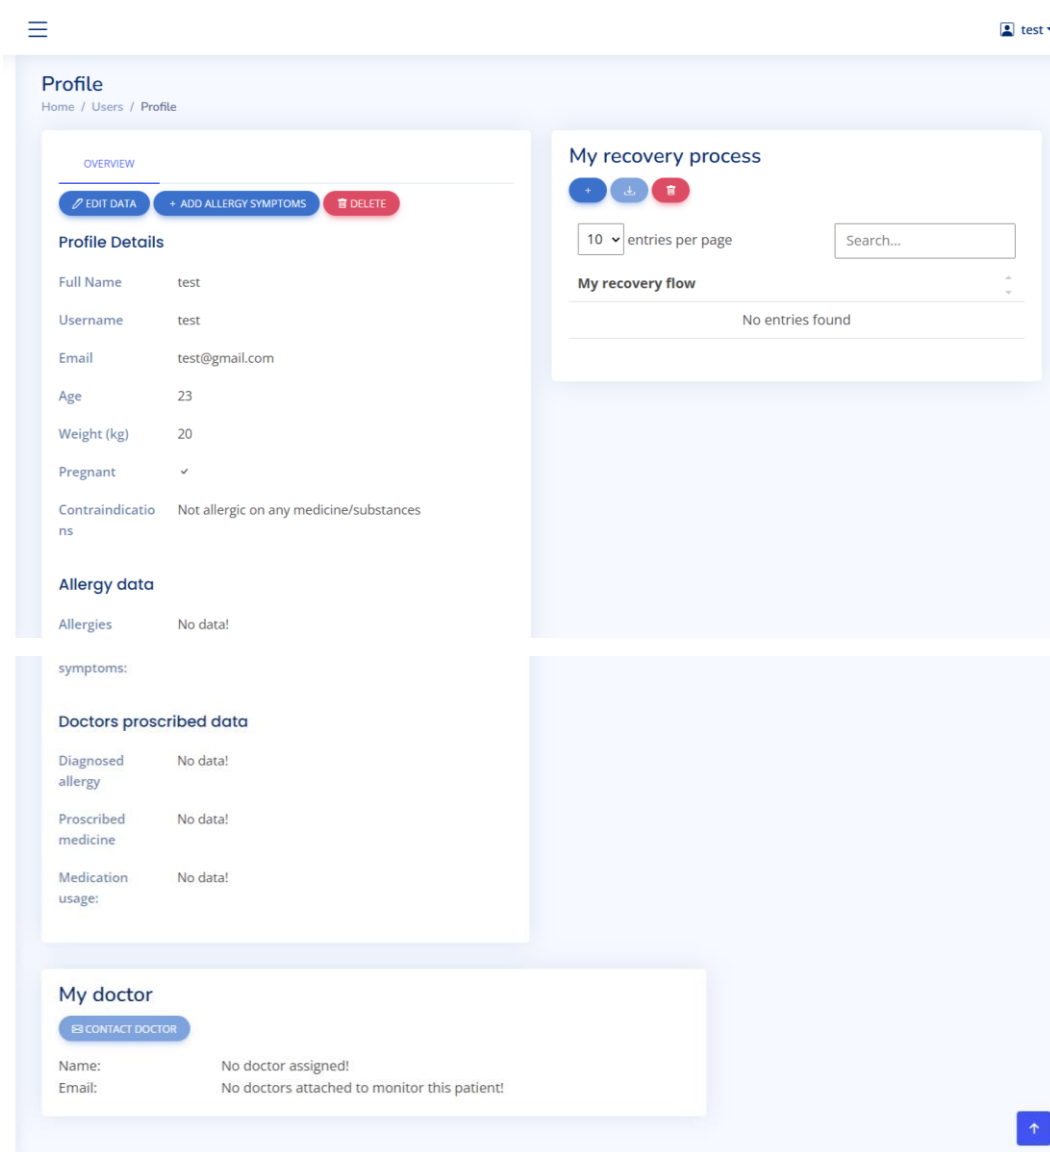 test
Profile
Home / Users / Profile
OVERVIEW
EDIT DATA
+ ADD ALLERGY SYMPTOMS
DELETE
Profile Details
Full Name test
Username test
Email test@gmail.com
Age 23
Weight (kg) 20
Pregnant
Contraindicatio Not allergic on any medicine/substances
ns
Allergy data
Allergies No data!
symptoms:
Doctors proscribed data
Diagnosed No data!
allergy
Proscribed No data!
medicine
Medication No data!
usage:
My recovery process
+
10 entries per page
Search...
My recovery flow
No entries found
My doctor
CONTACT DOCTOR
Name: No doctor assigned!
Email: No doctors attached to monitor this patient!